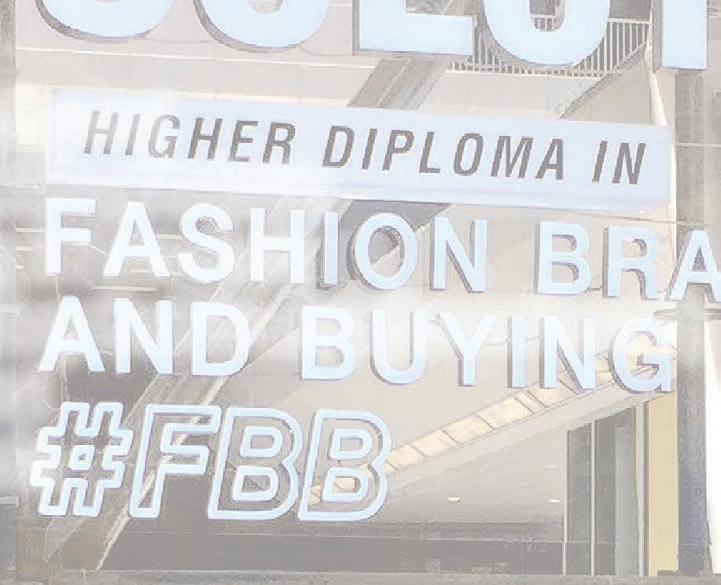 HIGHER DIPLOMA IN
FASHION BRA
AND BUYING
#FBB